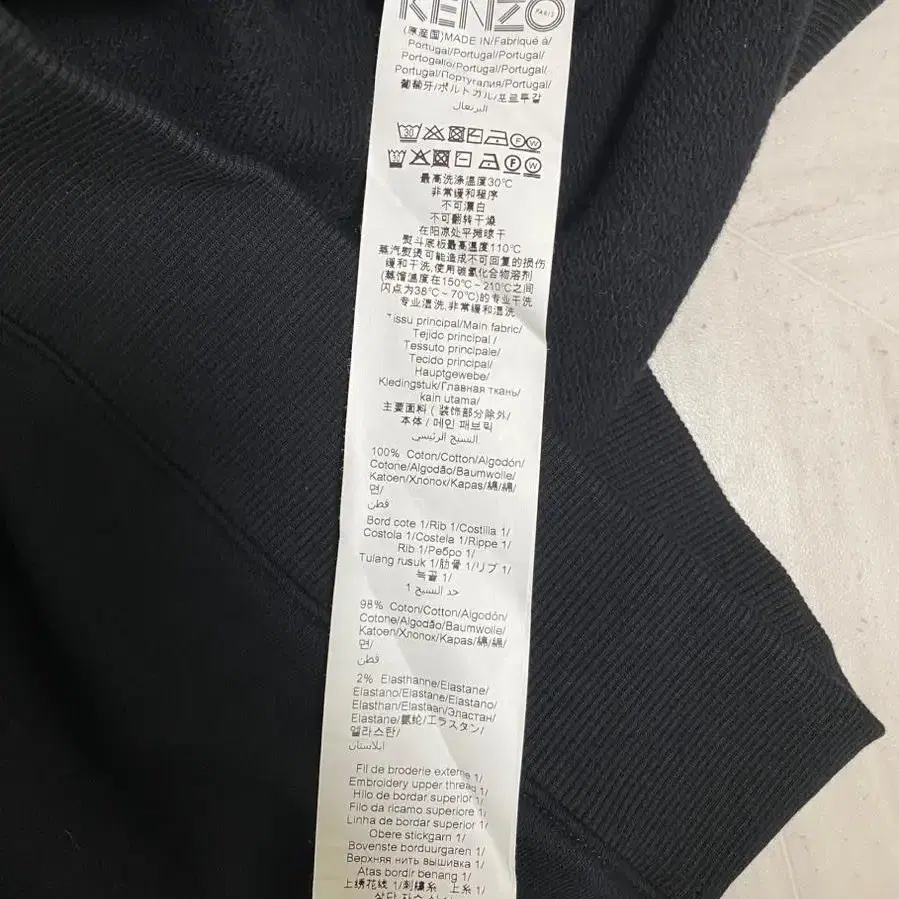 KENZO
PARIS
(原産国)MADE IN/Fabriqué à/
Portugal/Portugal/Portugal/
Portogallo/Portugal/Portugal/
Portugal/Португалия/Portugal/
葡萄牙/ポルトガル/포르투갈
البرتغال
30 F W
30 F W
最高洗涤温度30℃
非常缓和程序
不可漂白
不可翻转干燥
在阴凉处平摊晾干
熨斗底板最高温度110℃
蒸汽熨烫可能造成不可回复的损伤
缓和干洗,使用碳氢化合物溶剂
(蒸馏温度在150℃~210℃之间
闪点为38℃~70℃)的专业干洗
专业湿洗,非常缓和湿洗
Tissu principal/Main fabric/
Tejido principal /
Tessuto principale/
Tecido principal/
Hauptgewebe/
Kledingstuk/Главная ткань/
kain utama/
主要面料 ( 装饰部分除外/
本体 / 메인 패브릭
النسيج الرئيسي
100% Coton/Cotton/Algodón/
Cotone/Algodão/Baumwolle/
Katoen/Хлопок/Kapas/綿/綿/
면/
قطن
Bord cote 1/Rib 1/Costilla 1/
Costola 1/Costela 1/Rippe 1/
Rib 1/Ребро 1/
Tulang rusuk 1/肋骨 1/リブ 1/
늑골 1/
حد النسيج 1
98% Coton/Cotton/Algodón/
Cotone/Algodão/Baumwolle/
Katoen/Хлопок/Kapas/綿/綿/
면/
قطن
2% Elasthanne/Elastane/
Elastano/Elastane/Elastano/
Elasthan/Elastaan/Эластан/
Elastane/氨纶/エラスタン/
엘라스탄/
ايلاستان
Fil de broderie externe 1/
Embroidery upper thread 1/
Hilo de bordar superior 1/
Filo da ricamo superiore 1/
Linha de bordar superior 1/
Obere stickgarn 1/
Bovenste borduurgaren 1/
Верхняя нить вышивка 1/
Atas bordir benang 1/
上绣花线 1/刺繍糸 上糸 1/